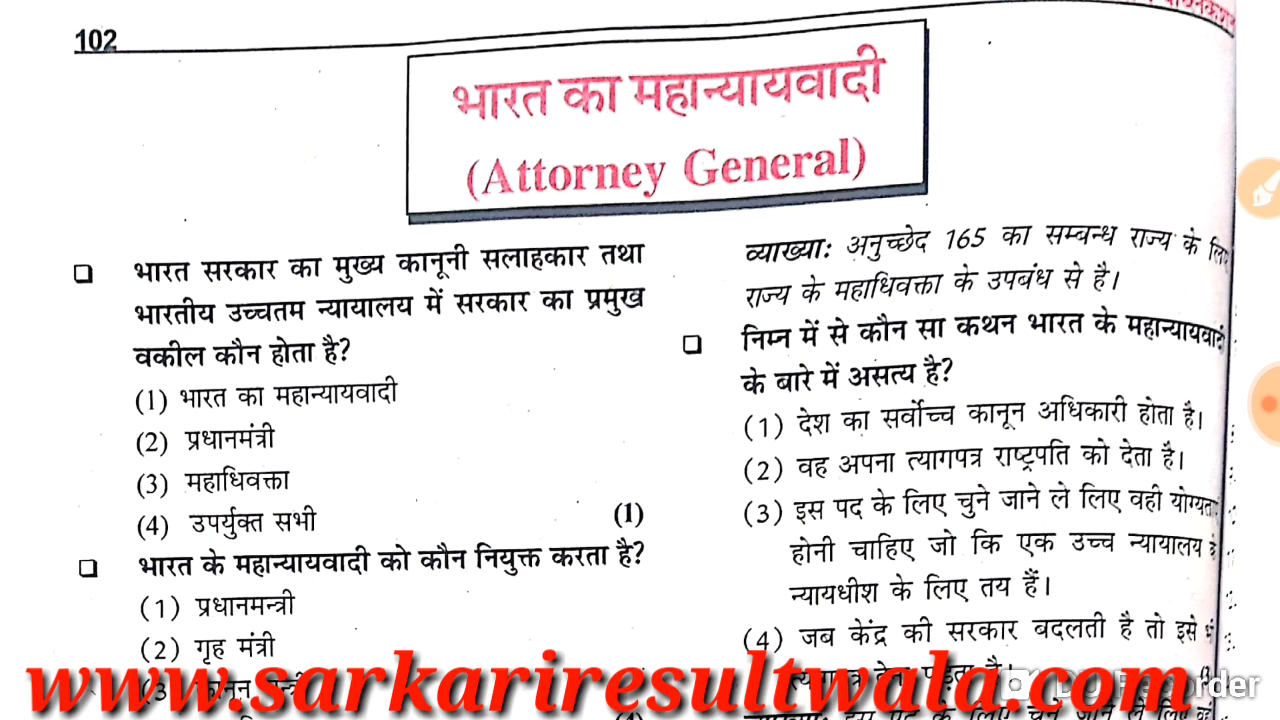 102
भारत का महान्यायवादी
(Attorney General)
❑ भारत सरकार का मुख्य कानूनी सलाहकार तथा
भारतीय उच्चतम न्यायालय में सरकार का प्रमुख
वकील कौन होता है?
(1) भारत का महान्यायवादी
(2) प्रधानमंत्री
(3) महाधिवक्ता
(4) उपर्युक्त सभी (1)
❑ भारत के महान्यायवादी को कौन नियुक्त करता है?
(1) प्रधानमन्त्री
(2) गृह मंत्री
(3)
व्याख्या: अनुच्छेद 165 का सम्बन्ध राज्य के लिए
राज्य के महाधिवक्ता के उपबंध से है।
❑ निम्न में से कौन सा कथन भारत के महान्यायवादी
के बारे में असत्य है?
(1) देश का सर्वोच्च कानून अधिकारी होता है।
(2) वह अपना त्यागपत्र राष्ट्रपति को देता है।
(3) इस पद के लिए चुने जाने ले लिए वही योग्यता
होनी चाहिए जो कि एक उच्च न्यायालय के
न्यायधीश के लिए तय हैं।
(4) जब केंद्र की सरकार बदलती है तो इसे भी
www.sarkariresultwala.com